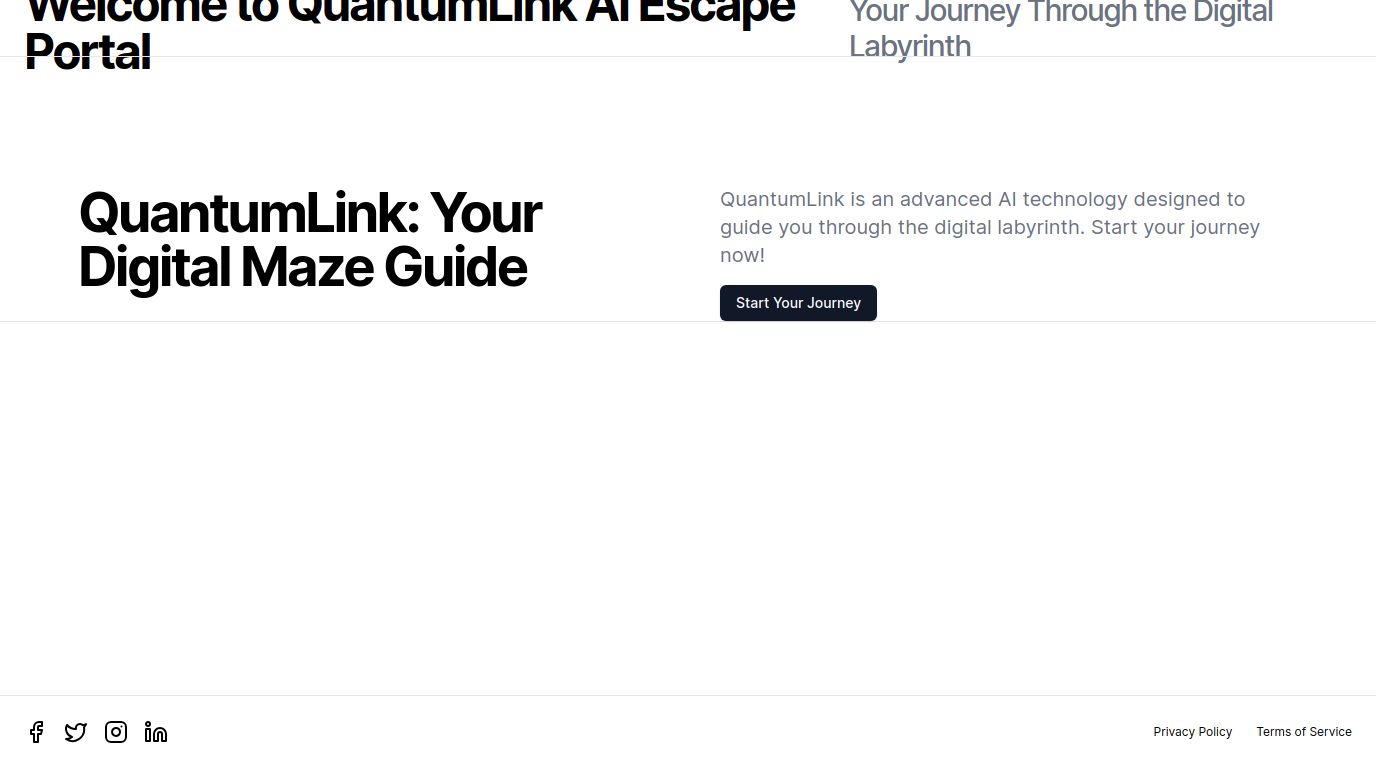 Welcome to QuantumLink AI Escape
Portal
Your Journey Through the Digital
Labyrinth
QuantumLink: Your
Digital Maze Guide
QuantumLink is an advanced AI technology designed to
guide you through the digital labyrinth. Start your journey
now!
Start Your Journey
Privacy Policy
Terms of Service